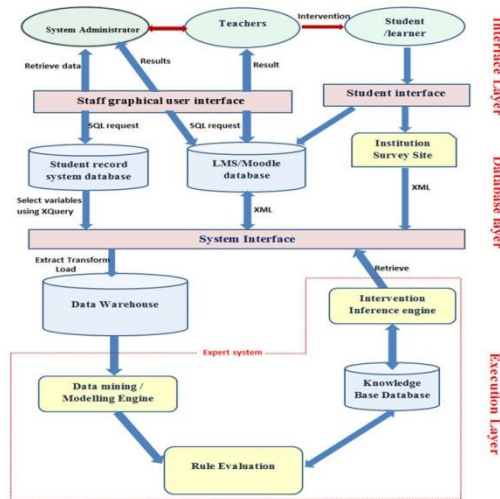 System Administrator
Teachers
Intervention
Student
/learner
Interface Layer
Retrieve data
Results
Result
Staff graphical user interface
Student interface
SQL request
SQL request
Student record
system database
LMS/Moodle
database
Institution
Survey Site
Database layer
Select variables
using XQuery
XML
XML
System Interface
Extract Transform
Load
Retrieve
Data Warehouse
Intervention
Inference engine
Expert system
Data mining /
Modelling Engine
Knowledge
Base Database
Execution Layer
Rule Evaluation